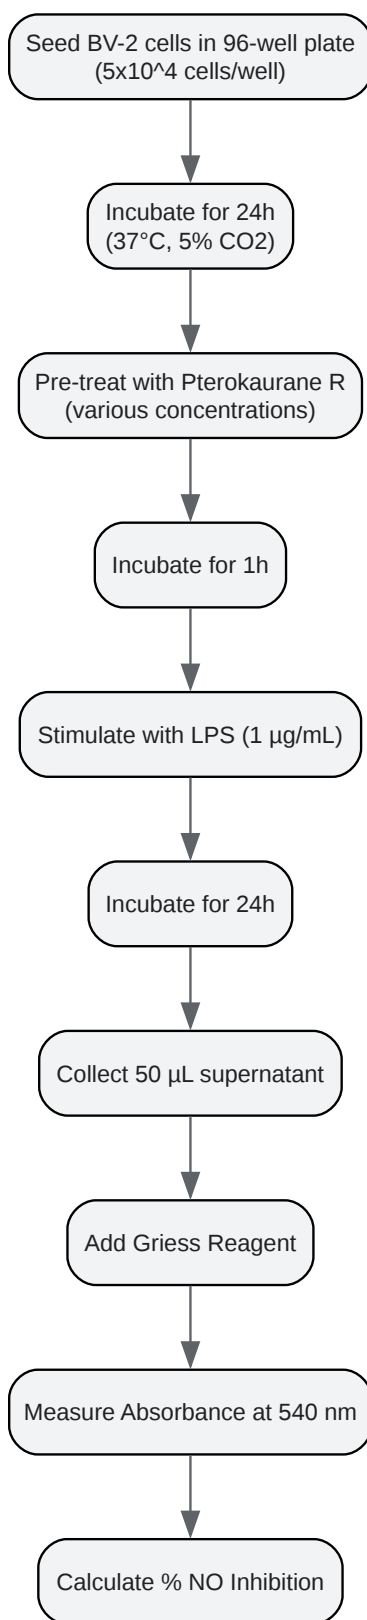 Seed BV-2 cells in 96-well plate
(5x10^4 cells/well)
Incubate for 24h
(37°C, 5% CO2)
Pre-treat with Pterokaurane R
(various concentrations)
Incubate for 1h
Stimulate with LPS (1 µg/mL)
Incubate for 24h
Collect 50 µL supernatant
Add Griess Reagent
Measure Absorbance at 540 nm
Calculate % NO Inhibition